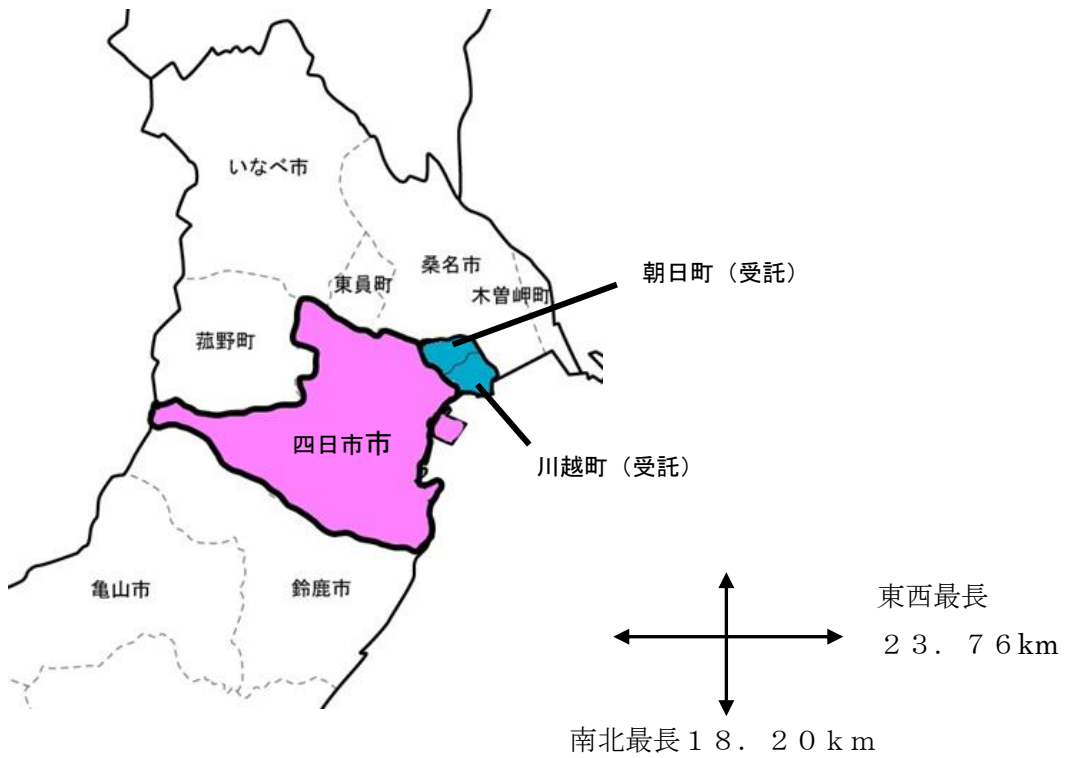 いなべ市
桑名市
朝日町（受託）
東員町
木曽岬町
菰野町
四日市市
川越町（受託）
亀山市
鈴鹿市
東西最長
２３．７６km
南北最長１８．２０ｋｍ